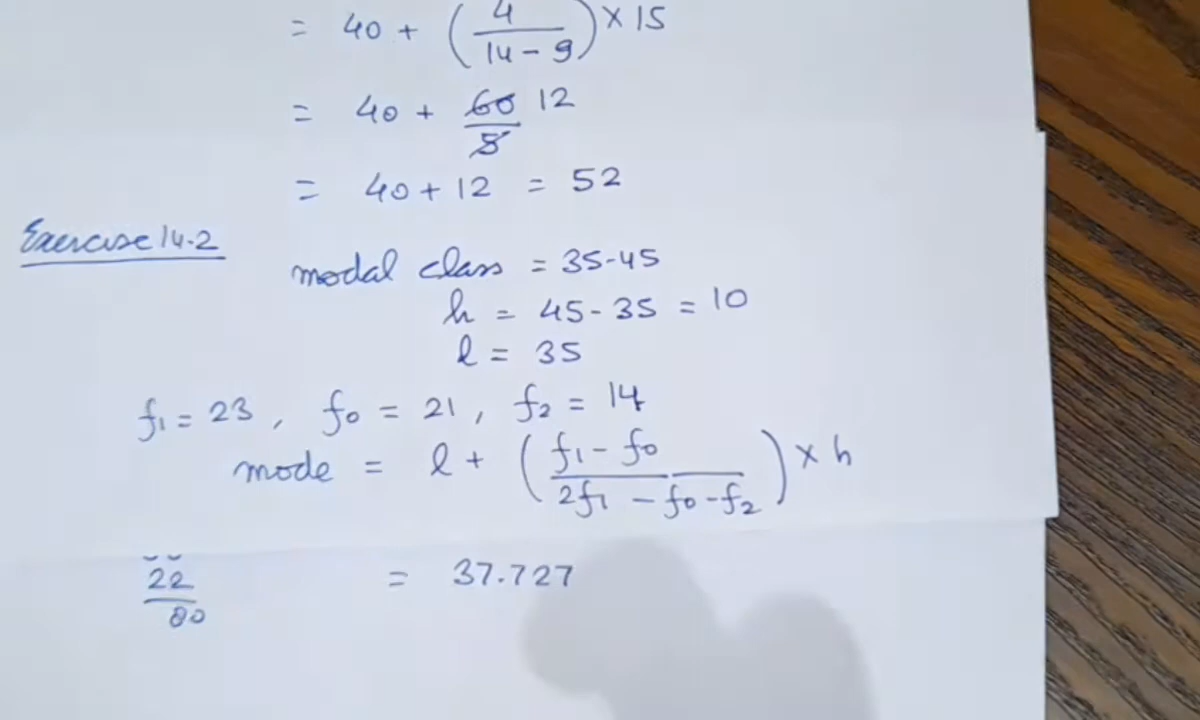 = 40 + (4/(14-9)) × 15
= 40 + 60/5 12
= 40 + 12 = 52
Exercise 14.2
modal class = 35-45
h = 45-35 = 10
l = 35
f₁ = 23, f₀ = 21, f₂ = 14
mode = l + ((f₁ - f₀)/(2f₁ - f₀ - f₂)) × h
22
80
= 37.727